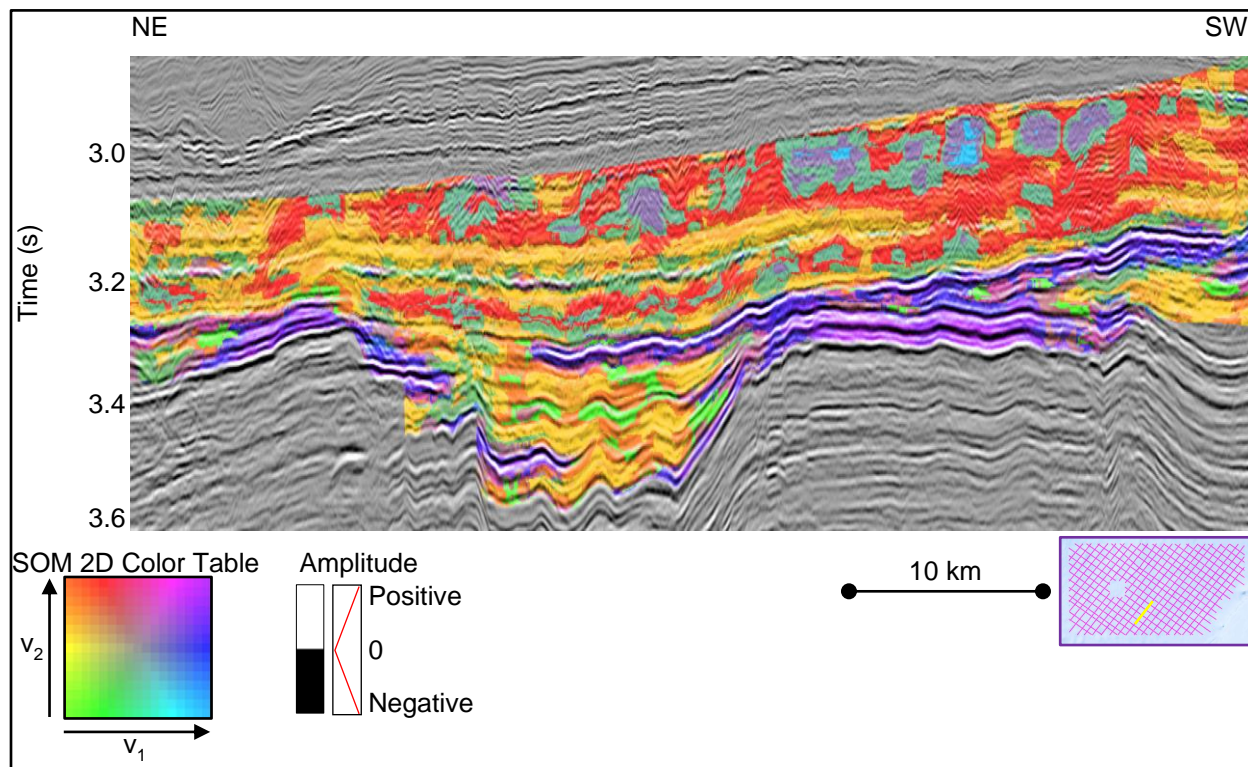 NE SW
3.0
3.2
3.4
3.6
Time (s)
SOM 2D Color Table
v2
v1
Amplitude
Positive
0
Negative
10 km